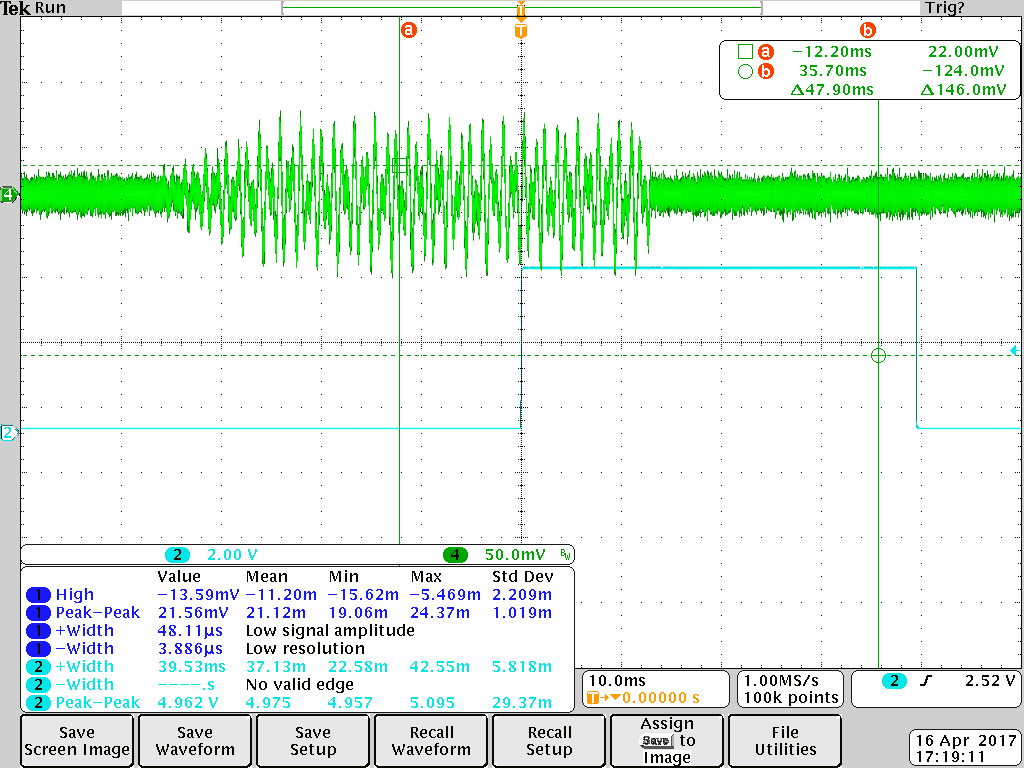 Tek Run Trig?
a b
T
T
a −12.20ms 22.00mV
b 35.70ms −124.0mV
Δ47.90ms Δ146.0mV
4
2
2 2.00 V 4 50.0mV BW
Value Mean Min Max Std Dev
1 High −13.59mV −11.20m −15.62m −5.469m 2.209m
1 Peak−Peak 21.56mV 21.12m 19.06m 24.37m 1.019m
1 +Width 48.11µs Low signal amplitude
1 −Width 3.886µs Low resolution
2 +Width 39.53ms 37.13m 22.58m 42.55m 5.818m
2 −Width ----.s No valid edge
2 Peak−Peak 4.962 V 4.975 4.957 5.095 29.37m
10.0ms
T→▼0.00000 s
1.00MS/s
100k points
2 2.52 V
Save
Screen Image
Save
Waveform
Save
Setup
Recall
Waveform
Recall
Setup
Assign
Save to
Image
File
Utilities
16 Apr 2017
17:19:11